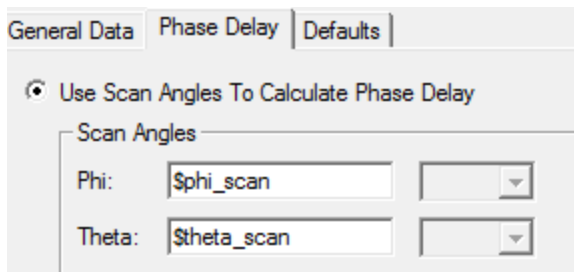 General Data Phase Delay Defaults
Use Scan Angles To Calculate Phase Delay
Scan Angles
Phi: $phi_scan
Theta: $theta_scan